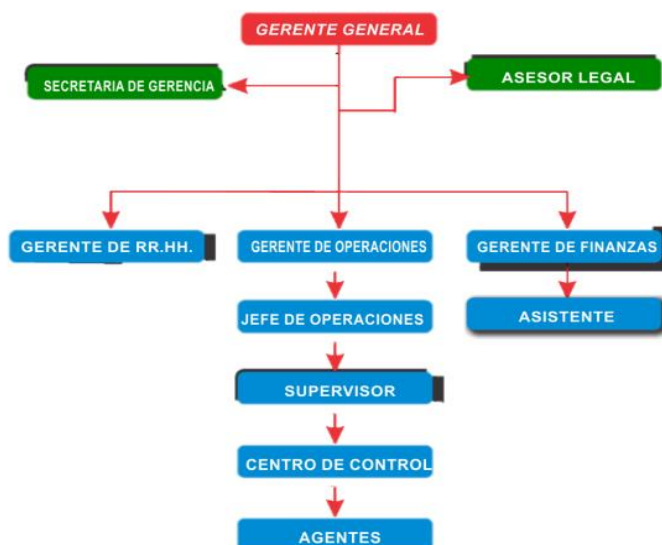 GERENTE GENERAL
SECRETARIA DE GERENCIA
ASESOR LEGAL
GERENTE DE RR.HH.
GERENTE DE OPERACIONES
GERENTE DE FINANZAS
JEFE DE OPERACIONES
ASISTENTE
SUPERVISOR
CENTRO DE CONTROL
AGENTES